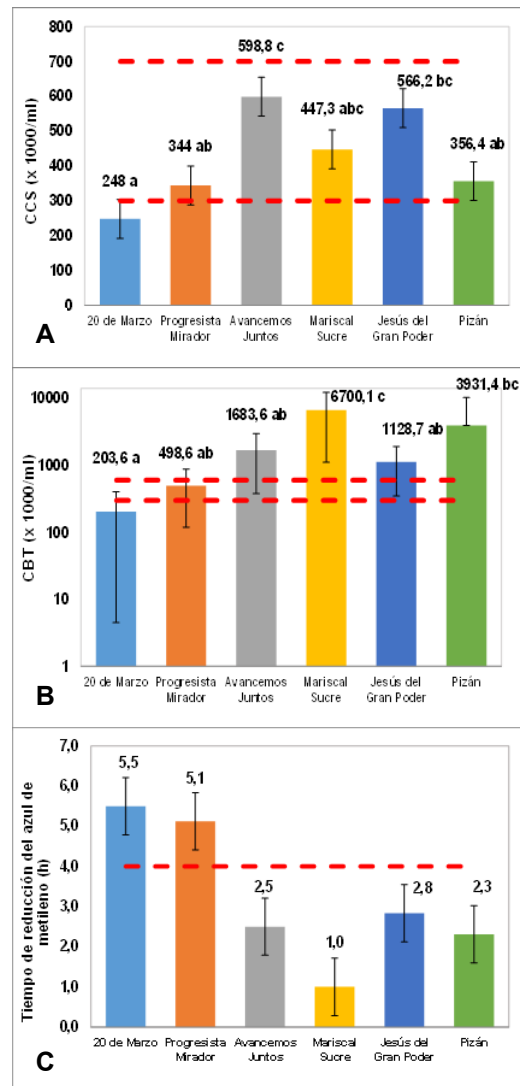 CCS (x 1000/ml)
800
700
600
500
400
300
200
100
0
248 a
344 ab
598,8 c
447,3 abc
566,2 bc
356,4 ab
20 de Marzo
Progresista
Mirador
Avancemos
Juntos
Mariscal
Sucre
Jesús del
Gran Poder
Pizán
A
CBT (x 1000/ml)
10000
1000
100
10
1
203,6 a
498,6 ab
1683,6 ab
6700,1 c
1128,7 ab
3931,4 bc
20 de Marzo
Progresista
Mirador
Avancemos
Juntos
Mariscal
Sucre
Jesús del
Gran Poder
Pizán
B
Tiempo de reducción del azul de
metileno (h)
7,0
6,0
5,0
4,0
3,0
2,0
1,0
0,0
5,5
5,1
2,5
1,0
2,8
2,3
20 de Marzo
Progresista
Mirador
Avancemos
Juntos
Mariscal
Sucre
Jesús del
Gran Poder
Pizán
C